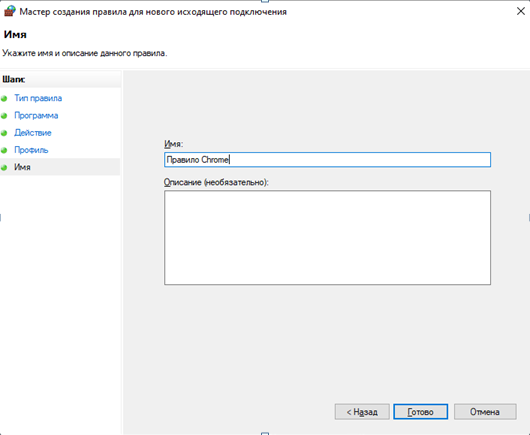 Мастер создания правила для нового исходящего подключения
Имя
Укажите имя и описание данного правила.
Шаги:
Тип правила
Программа
Действие
Профиль
Имя
Имя:
Правило Chrome
Описание (необязательно):
< Назад
Готово
Отмена